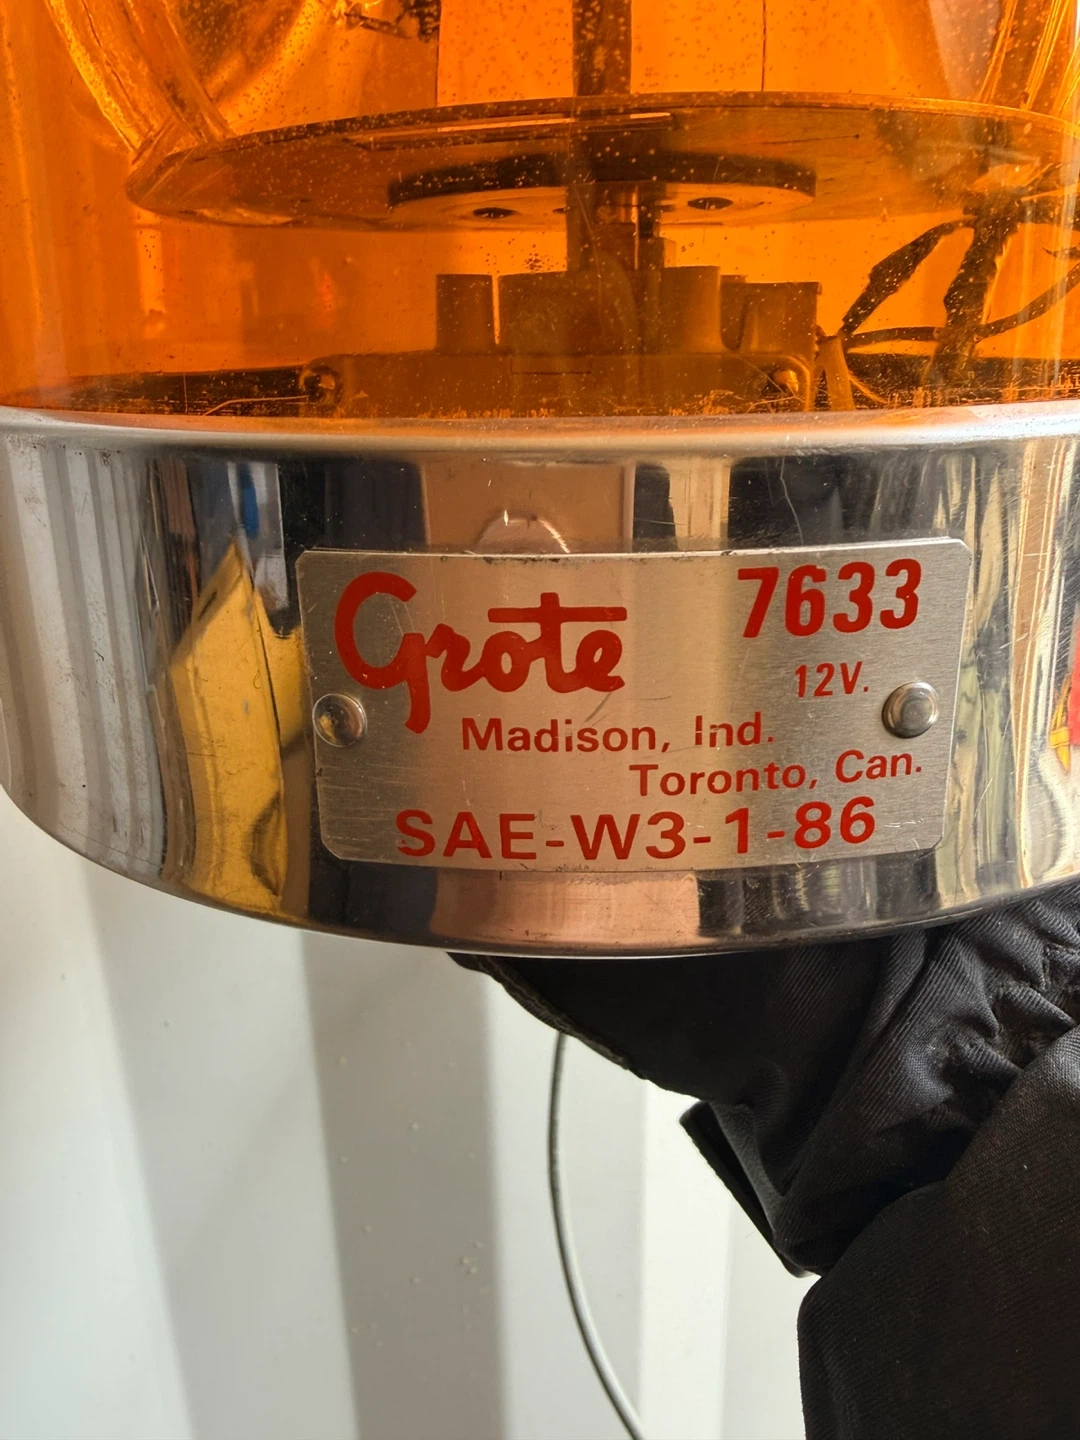 Grote 7633
12V.
Madison, Ind.
Toronto, Can.
SAE-W3-1-86